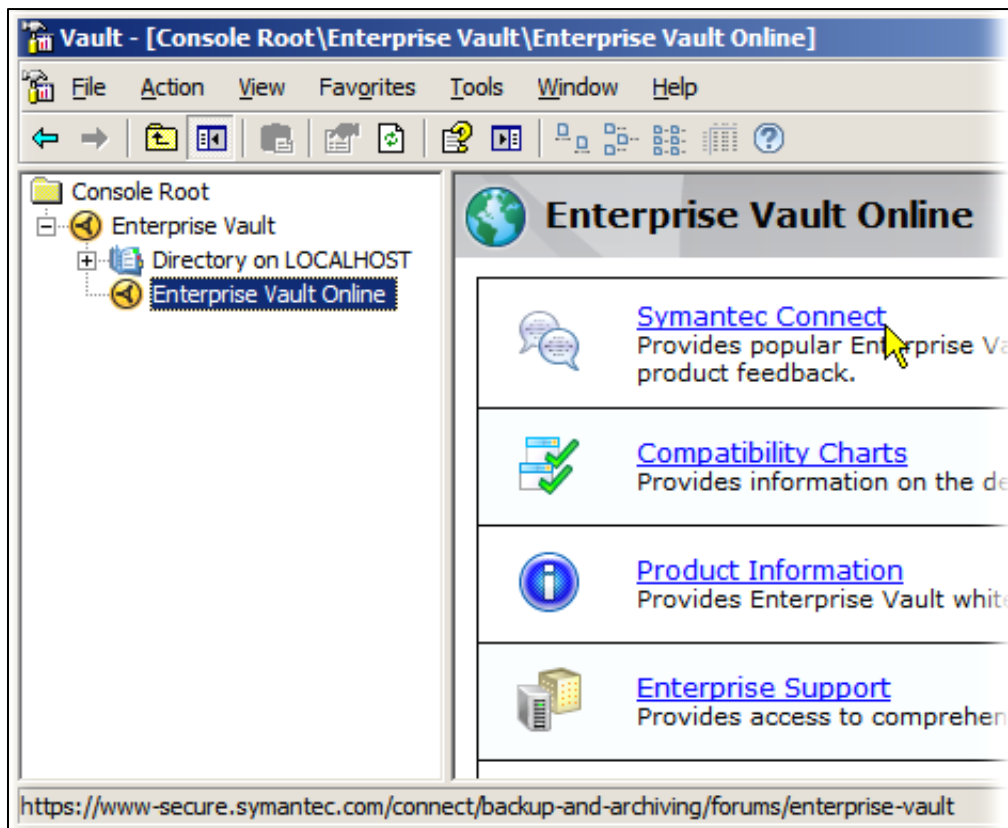 Vault - [Console Root\Enterprise Vault\Enterprise Vault Online]
File Action View Favorites Tools Window Help
Console Root
Enterprise Vault
Directory on LOCALHOST
Enterprise Vault Online
Enterprise Vault Online
Symantec Connect
Provides popular Enterprise
product feedback.
Compatibility Charts
Provides information on the
Product Information
Provides Enterprise Vault
Enterprise Support
Provides access to
https://www-secure.symantec.com/connect/backup-and-archiving/forums/enterprise-vault